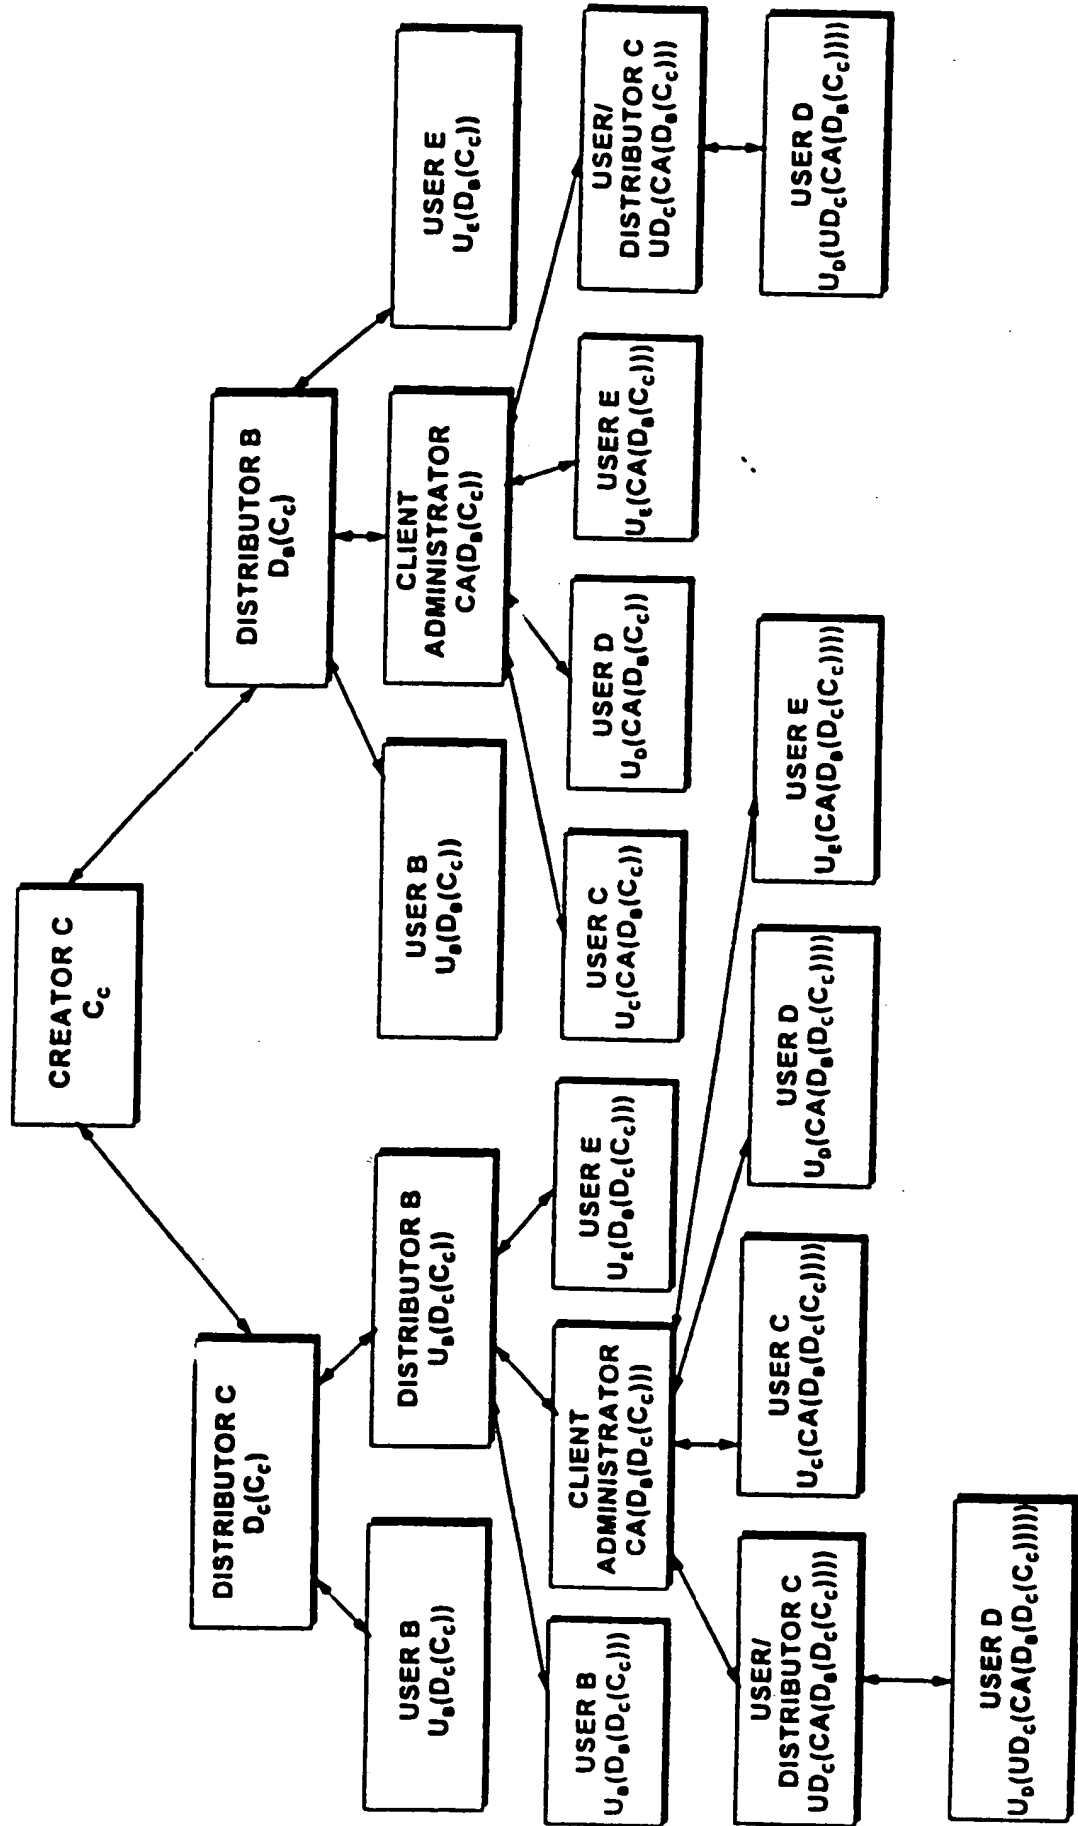 CREATOR C
C_C
DISTRIBUTOR C
D_C(C_C)
DISTRIBUTOR B
D_B(C_C)
USER B
U_B(D_C(C_C))
DISTRIBUTOR B
U_B(D_C(C_C))
USER B
U_B(D_B(C_C))
CLIENT
ADMINISTRATOR
CA(D_B(C_C))
USER E
U_E(D_B(C_C))
USER B
U_B(D_B(D_C(C_C)))
CLIENT
ADMINISTRATOR
CA(D_B(D_C(C_C)))
USER E
U_E(D_B(D_C(C_C)))
USER C
U_C(CA(D_B(C_C))
USER D
U_D(CA(D_B(C_C))
USER E
U_E(CA(D_B(C_C)))
USER/
DISTRIBUTOR C
UD_C(CA(D_B(C_C)))
USER/
DISTRIBUTOR C
UD_C(CA(D_B(D_C(C_C))))
USER C
U_C(CA(D_B(D_C(C_C))))
USER D
U_D(CA(D_B(D_C(C_C))))
USER E
U_E(CA(D_B(D_C(C_C))))
USER D
U_D(UD_C(CA(D_B(C_C))))
USER D
U_D(UD_C(CA(D_B(D_C(C_C)))))